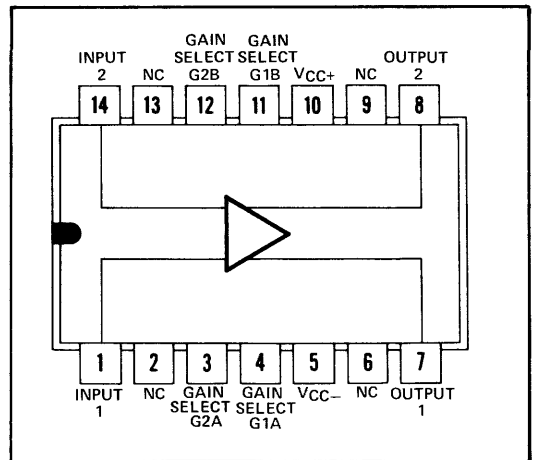 INPUT 2
NC
GAIN SELECT G2B
GAIN SELECT G1B
VCC+
NC
OUTPUT 2
14 13 12 11 10 9 8
1 2 3 4 5 6 7
INPUT 1
NC
GAIN SELECT G2A
GAIN SELECT G1A
VCC–
NC
OUTPUT 1